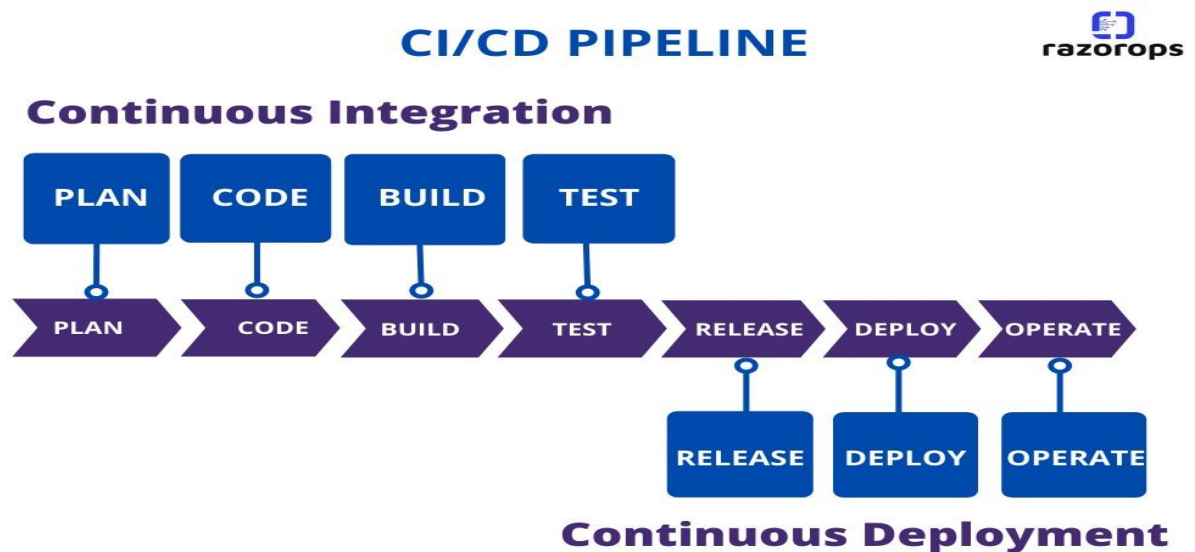 CI/CD PIPELINE
razorops
Continuous Integration
PLAN CODE BUILD TEST
PLAN CODE BUILD TEST RELEASE DEPLOY OPERATE
RELEASE DEPLOY OPERATE
Continuous Deployment